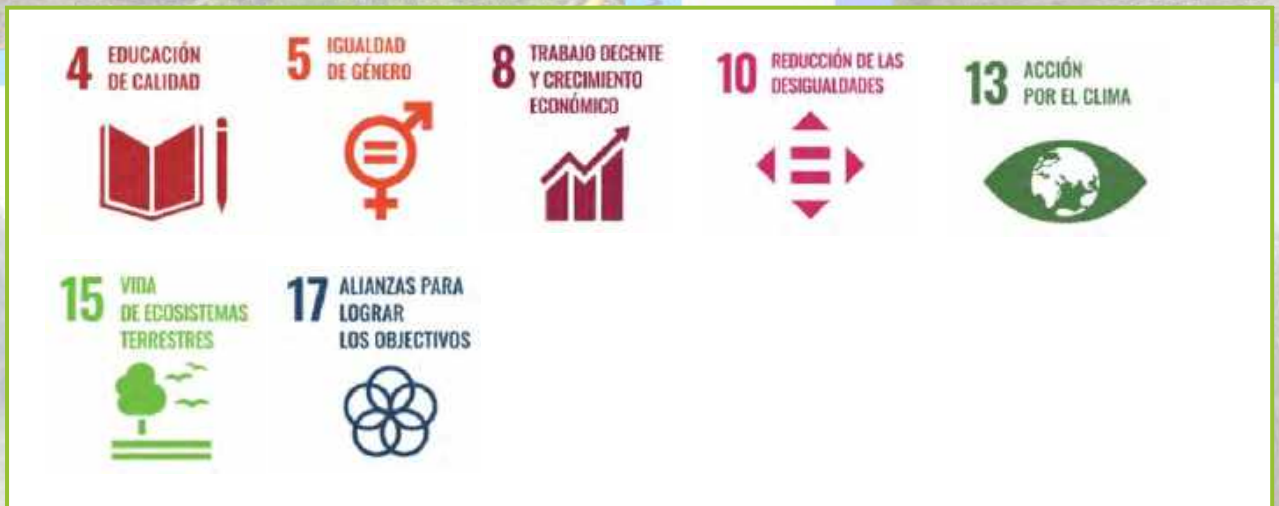 4 EDUCACIÓN
DE CALIDAD
5 IGUALDAD
DE GÉNERO
8 TRABAJO DECENTE
Y CRECIMIENTO
ECONÓMICO
10 REDUCCIÓN DE LAS
DESIGUALDADES
13 ACCIÓN
POR EL CLIMA
15 VIDA
DE ECOSISTEMAS
TERRESTRES
17 ALIANZAS PARA
LOGRAR
LOS OBJECTIVOS